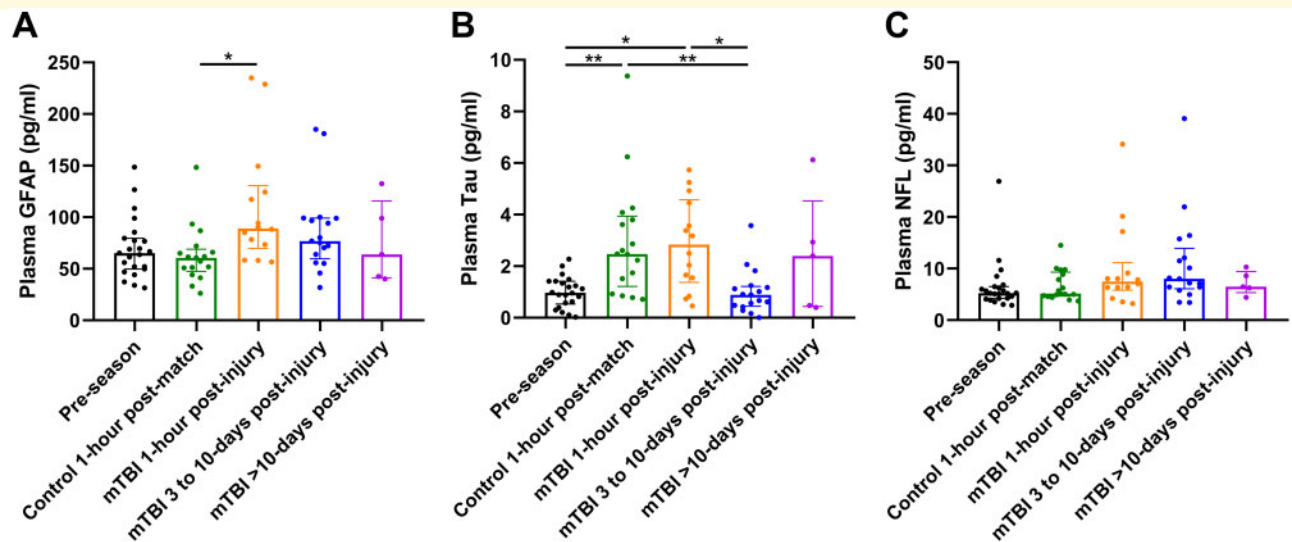 A
B
C
Plasma GFAP (pg/ml)
250
200
150
100
50
0
*
Pre-season
Control 1-hour post-match
mTBI 1-hour post-injury
mTBI 3 to 10-days post-injury
mTBI >10-days post-injury
Plasma Tau (pg/ml)
10
8
6
4
2
0
* *
** **
Pre-season
Control 1-hour post-match
mTBI 1-hour post-injury
mTBI 3 to 10-days post-injury
mTBI >10-days post-injury
Plasma NFL (pg/ml)
50
40
30
20
10
0
Pre-season
Control 1-hour post-match
mTBI 1-hour post-injury
mTBI 3 to 10-days post-injury
mTBI >10-days post-injury